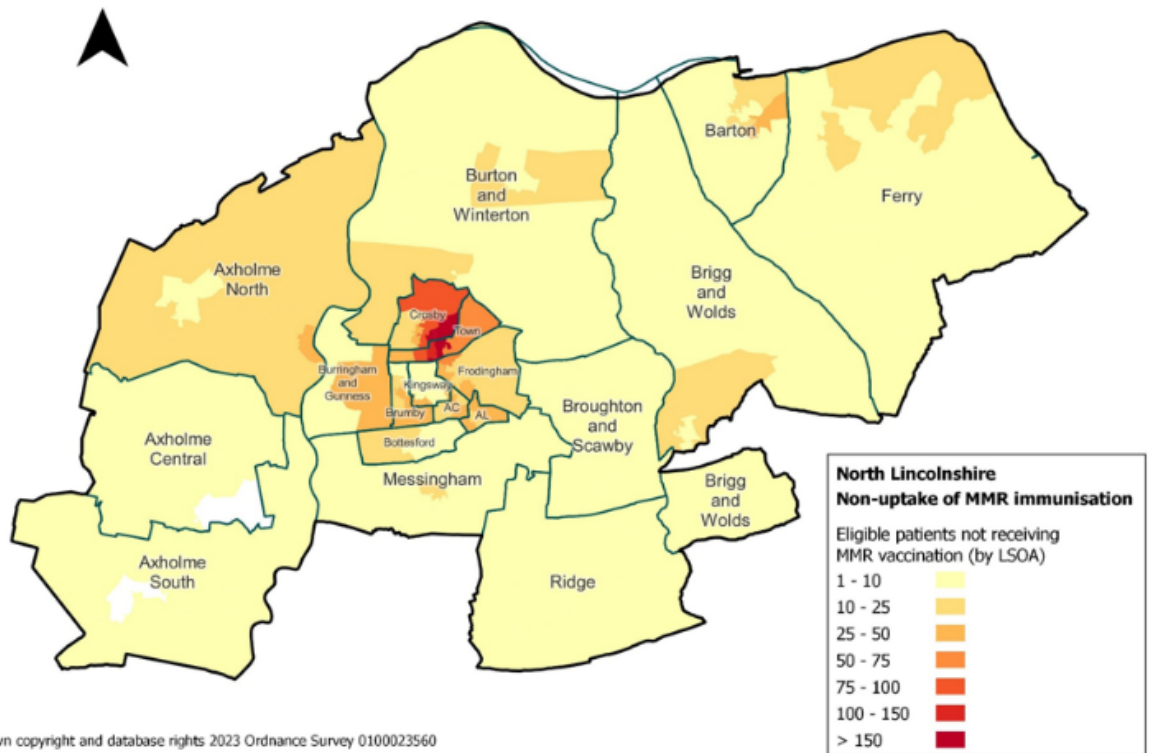 Barton
Ferry
Burton
and
Winterton
Axholme
North
Brigg
and
Wolds
Crosby
Town
Burringham
and
Gunness
Kingsway
Frodingham
Brumby
AC
AL
Broughton
and
Scawby
Bottesford
Axholme
Central
Messingham
Brigg
and
Wolds
Axholme
South
Ridge
North Lincolnshire
Non-uptake of MMR immunisation
Eligible patients not receiving
MMR vaccination (by LSOA)
1 - 10
10 - 25
25 - 50
50 - 75
75 - 100
100 - 150
> 150
copyright and database rights 2023 Ordnance Survey 0100023560